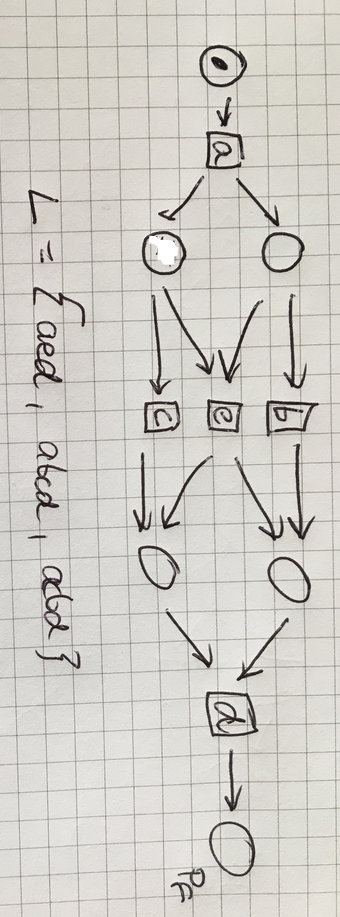 b
a
e
d
PF
c
L = {aed, abcd, acbd}